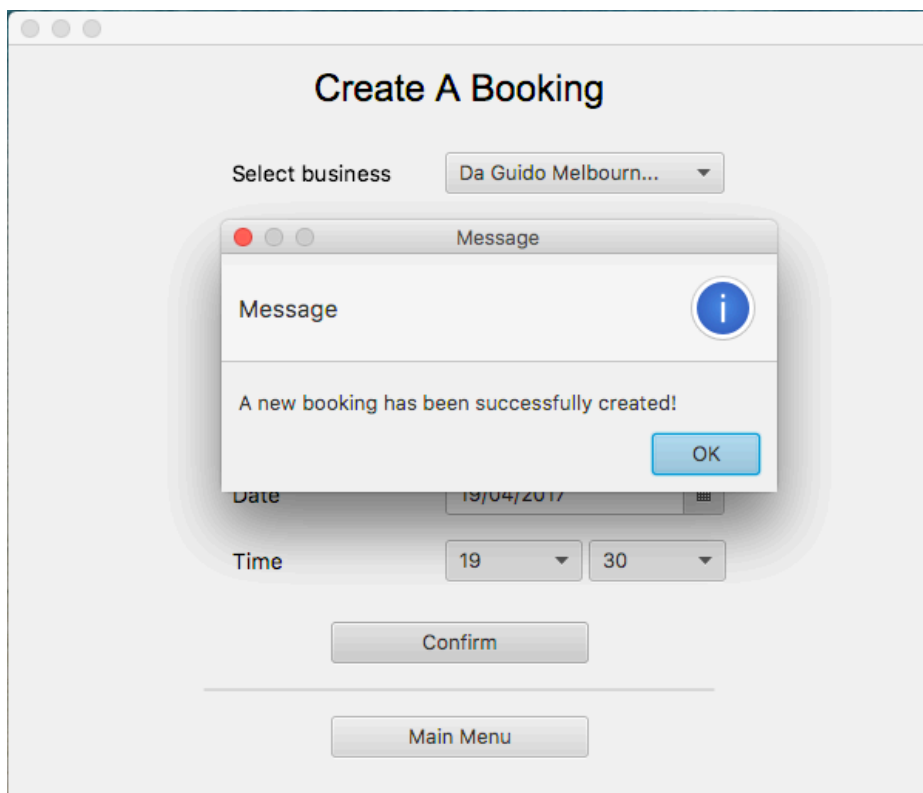 Create A Booking
Select business Da Guido Melbourn...
Message
Message
A new booking has been successfully created!
OK
Date 19/04/2017
Time 19 30
Confirm
Main Menu